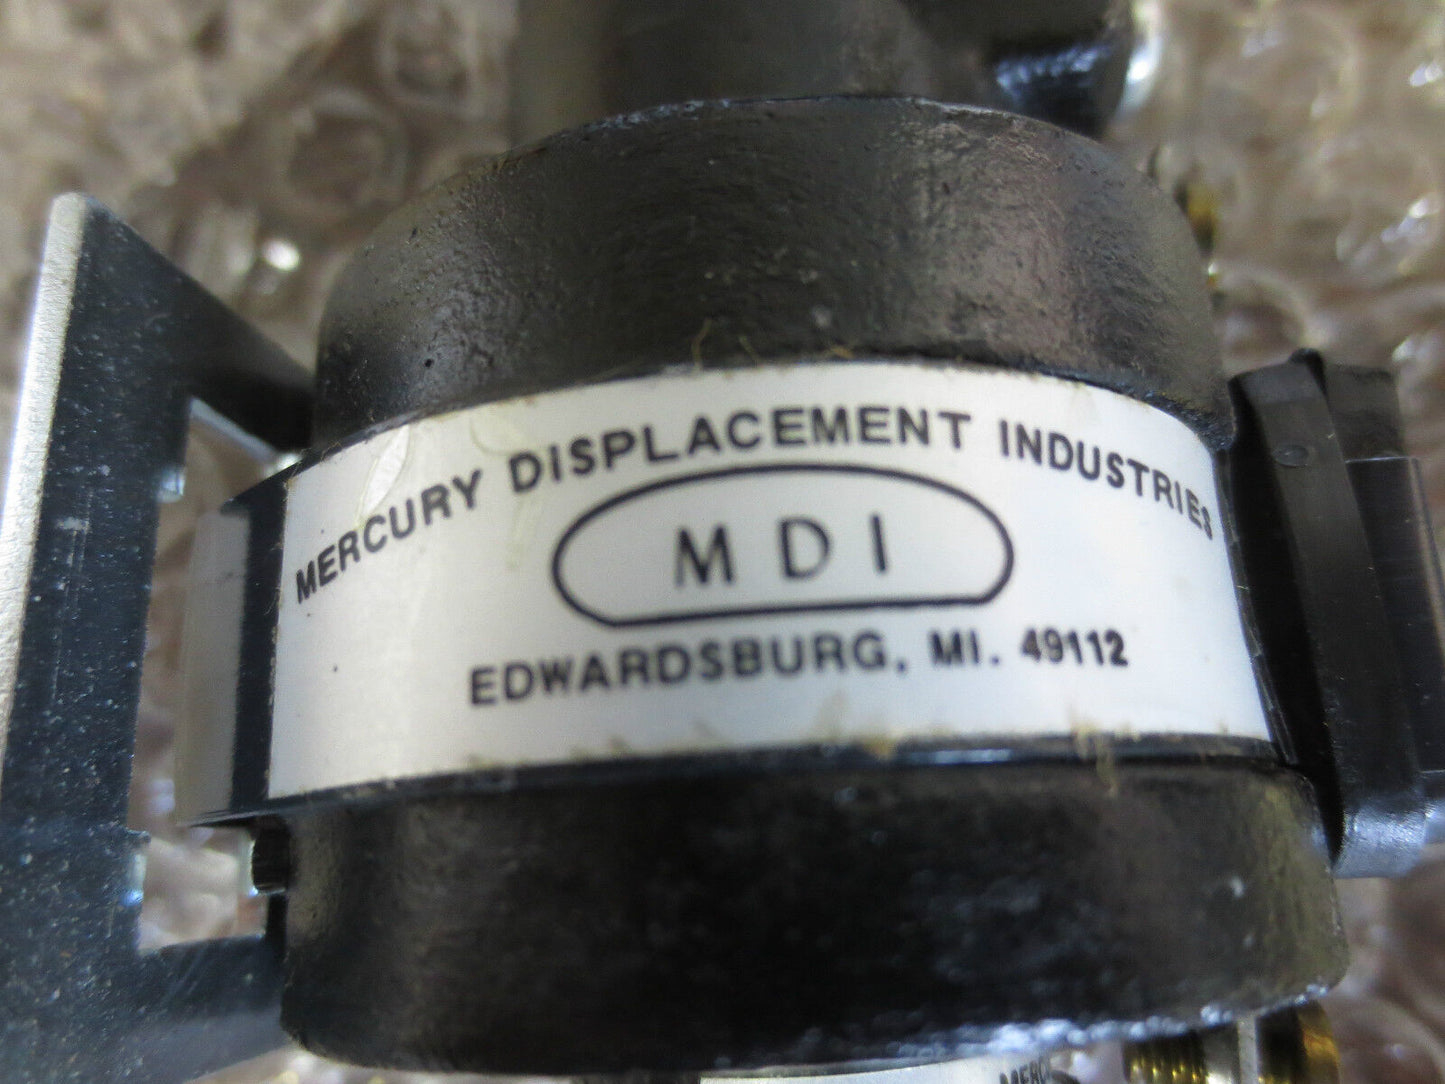 MERCURY DISPLACEMENT INDUSTRIES
MDI
EDWARDSBURG, MI. 49112